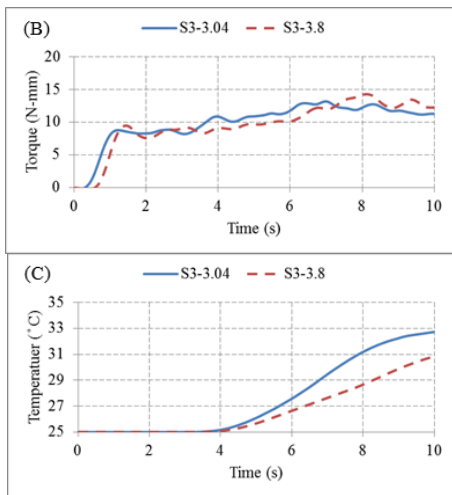 (B)
S3-3.04 S3-3.8
20
15
10
5
0
Torque (N-mm)
0 2 4 6 8 10
Time (s)
(C)
S3-3.04 S3-3.8
35
33
31
29
27
25
Temperatuer (˚C)
0 2 4 6 8 10
Time (s)